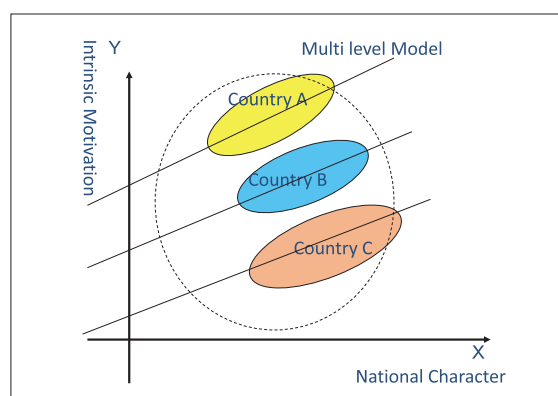 Y
Intrinsic Motivation
Multi level Model
Country A
Country B
Country C
X
National Character